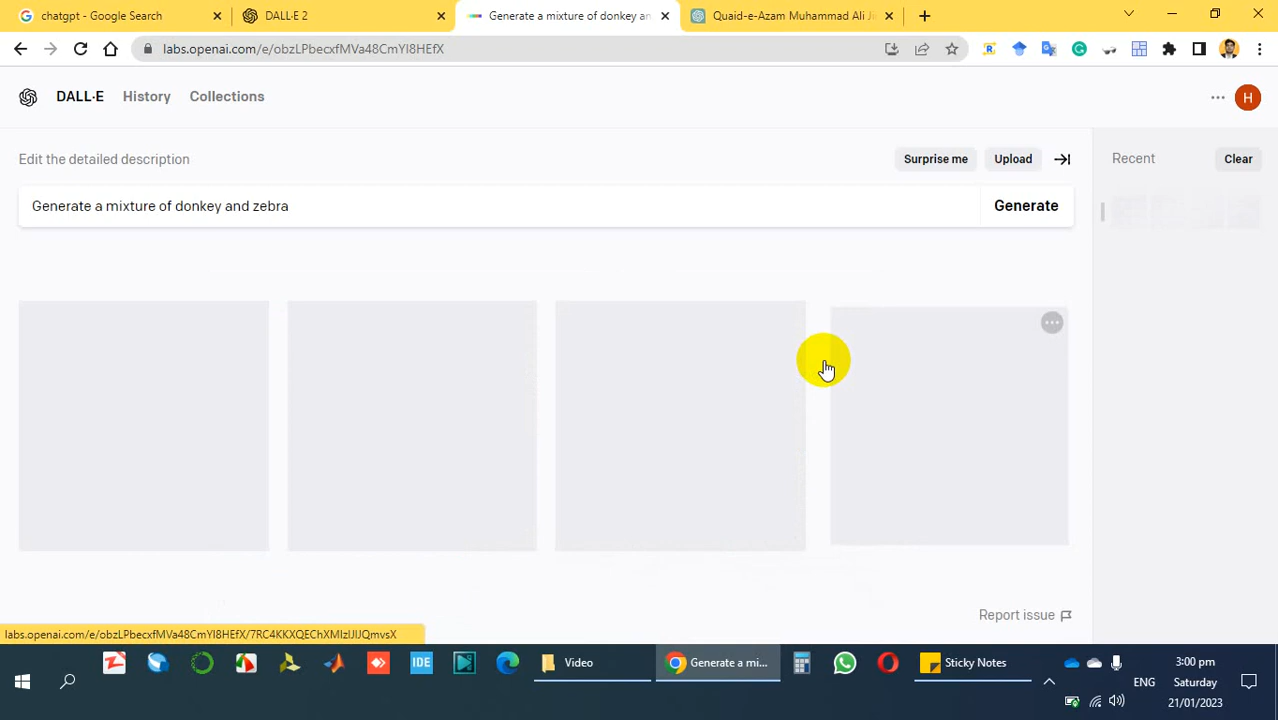 chatgpt - Google Search
DALL·E 2
Generate a mixture of donkey an
Quaid-e-Azam Muhammad Ali Ji
labs.openai.com/e/obzLPbecxfMVa48CmYI8HEfX
DALL·E
History
Collections
H
Edit the detailed description
Surprise me
Upload
Recent
Clear
Generate a mixture of donkey and zebra
Generate
Report issue
labs.openai.com/e/obzLPbecxfMVa48CmYI8HEfX/7RC4KKXQEChXMIzIJIJQmvsX
IDE
Video
Generate a mi...
Sticky Notes
3:00 pm
ENG
Saturday
21/01/2023